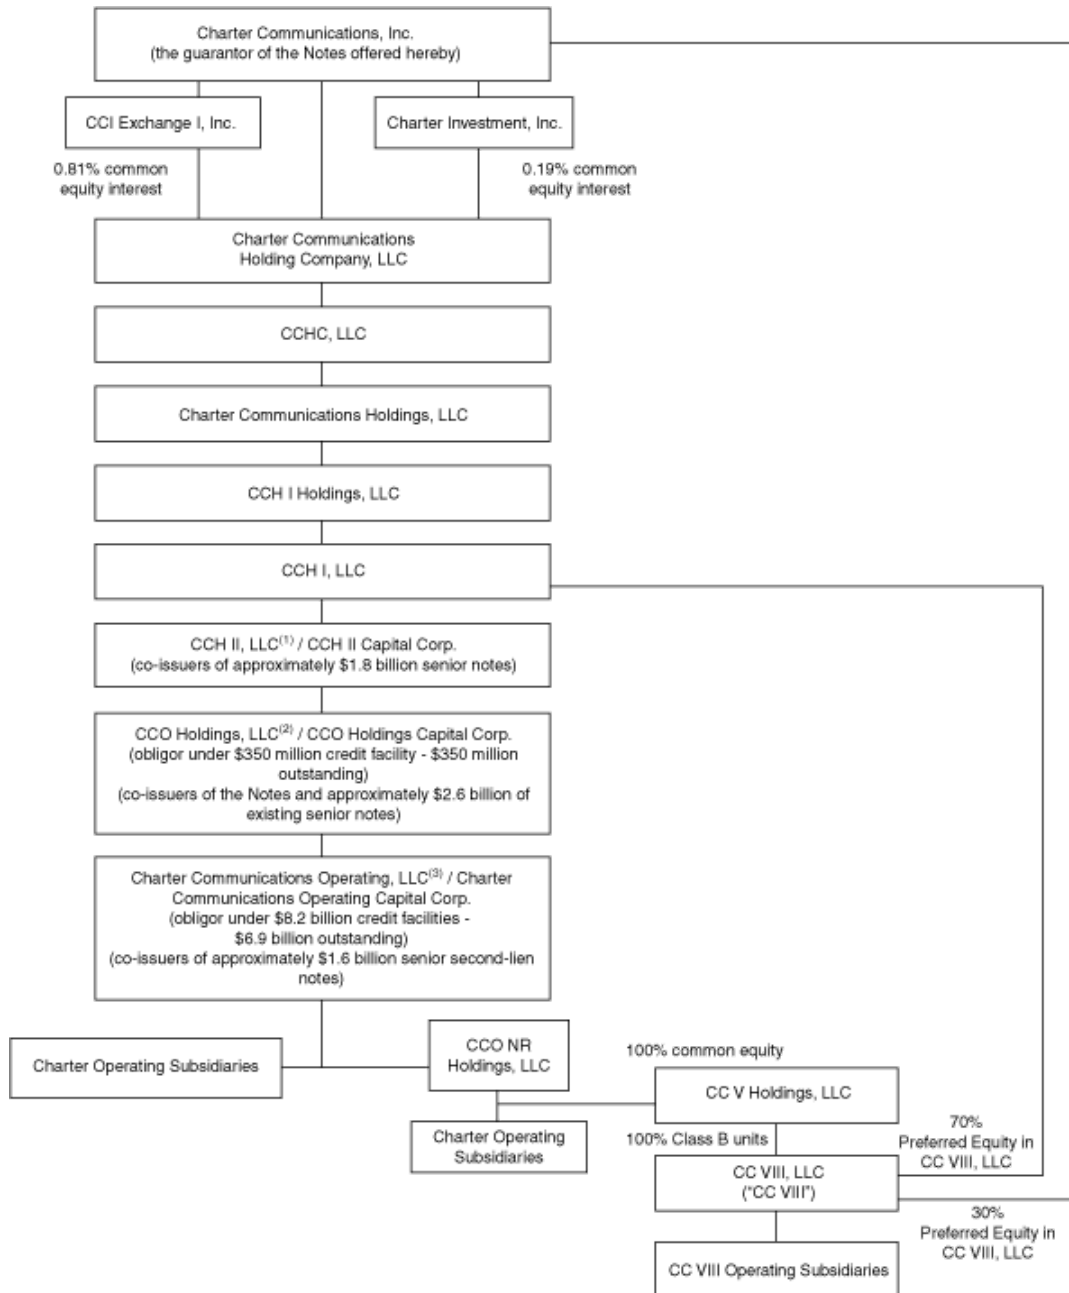 Charter Communications, Inc.
(the guarantor of the Notes offered hereby)
CCI Exchange I, Inc.
Charter Investment, Inc.
0.81% common
equity interest
0.19% common
equity interest
Charter Communications
Holding Company, LLC
CCHC, LLC
Charter Communications Holdings, LLC
CCH I Holdings, LLC
CCH I, LLC
CCH II, LLC(1) / CCH II Capital Corp.
(co-issuers of approximately $1.8 billion senior notes)
CCO Holdings, LLC(2) / CCO Holdings Capital Corp.
(obligor under $350 million credit facility - $350 million
outstanding)
(co-issuers of the Notes and approximately $2.6 billion of
existing senior notes)
Charter Communications Operating, LLC(3) / Charter
Communications Operating Capital Corp.
(obligor under $8.2 billion credit facilities -
$6.9 billion outstanding)
(co-issuers of approximately $1.6 billion senior second-lien
notes)
Charter Operating Subsidiaries
CCO NR
Holdings, LLC
100% common equity
CC V Holdings, LLC
Charter Operating
Subsidiaries
100% Class B units
70%
Preferred Equity in
CC VIII, LLC
CC VIII, LLC
("CC VIII")
30%
Preferred Equity in
CC VIII, LLC
CC VIII Operating Subsidiaries